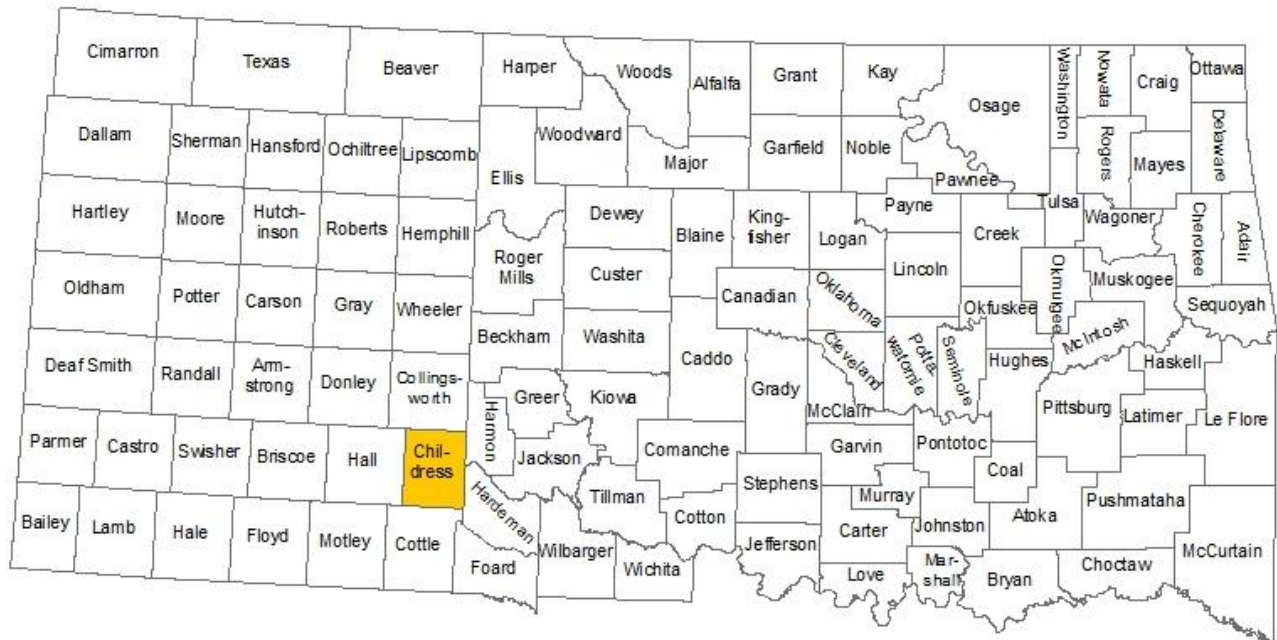 Cimarron
Texas
Beaver
Harper
Woods
Alfalfa
Grant
Kay
Osage
Washington
Nowata
Craig
Ottawa
Dallam
Sherman
Hansford
Ochiltree
Lipscomb
Ellis
Woodward
Major
Garfield
Noble
Pawnee
Rogers
Mayes
Delaware
Hartley
Moore
Hutch-
inson
Roberts
Hemphill
Roger
Mills
Dewey
Blaine
King-
fisher
Logan
Payne
Creek
Tulsa
Wagoner
Cherokee
Adair
Oldham
Potter
Carson
Gray
Wheeler
Custer
Canadian
Oklahoma
Lincoln
Okfuskee
Okmugee
Muskogee
Sequoyah
Deaf Smith
Randall
Arm-
strong
Donley
Collings-
worth
Beckham
Washita
Caddo
Grady
Cleveland
Potta-
watomie
Seminole
Hughes
McIntosh
Haskell
Parmer
Castro
Swisher
Briscoe
Hall
Chil-
dress
Harmon
Greer
Kiowa
Jackson
Comanche
McClain
Garvin
Pontotoc
Pittsburg
Latimer
Le Flore
Bailey
Lamb
Hale
Floyd
Motley
Cottle
Hardeman
Foard
Wilbarger
Tillman
Wichita
Cotton
Stephens
Jefferson
Murray
Carter
Love
Johnston
Mar-
shall
Coal
Atoka
Bryan
Pushmataha
Choctaw
McCurtain